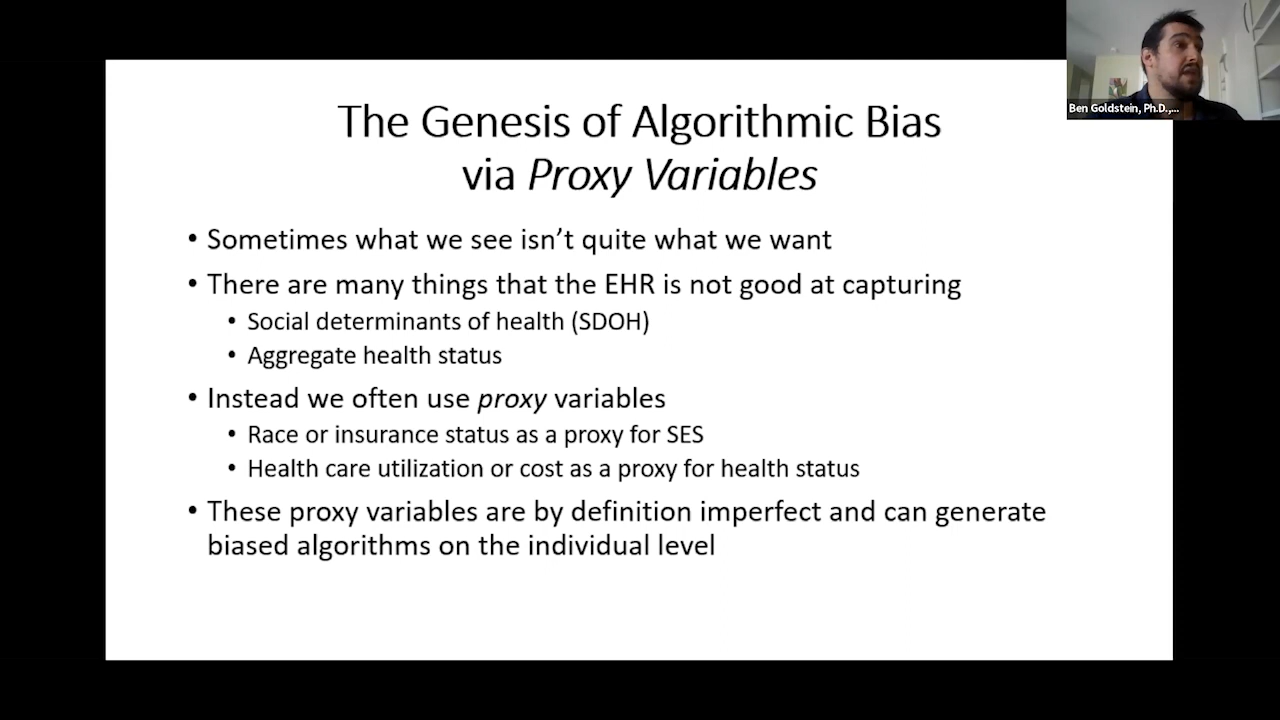 The Genesis of Algorithmic Bias
via Proxy Variables
• Sometimes what we see isn’t quite what we want
• There are many things that the EHR is not good at capturing
• Social determinants of health (SDOH)
• Aggregate health status
• Instead we often use proxy variables
• Race or insurance status as a proxy for SES
• Health care utilization or cost as a proxy for health status
• These proxy variables are by definition imperfect and can generate
biased algorithms on the individual level
Ben Goldstein, Ph.D.,...